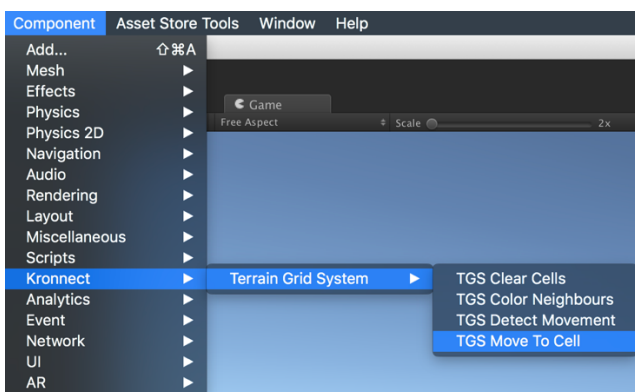 Component Asset Store Tools Window Help
Add... ⇧⌘A
Mesh
Effects
Physics
Physics 2D
Navigation
Audio
Rendering
Layout
Miscellaneous
Scripts
Kronnect
Analytics
Event
Network
UI
AR
Game
Free Aspect Scale 2x
Terrain Grid System
TGS Clear Cells
TGS Color Neighbours
TGS Detect Movement
TGS Move To Cell